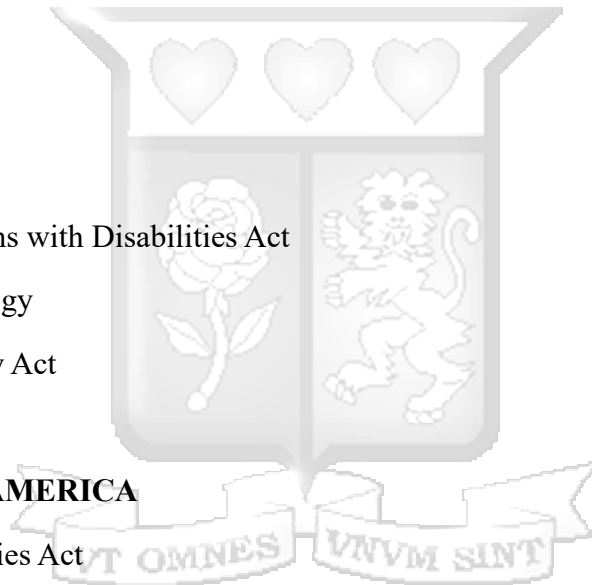 ns with Disabilities Act
gy
y Act
AMERICA
ies Act
VT OMNES VNVM SINT